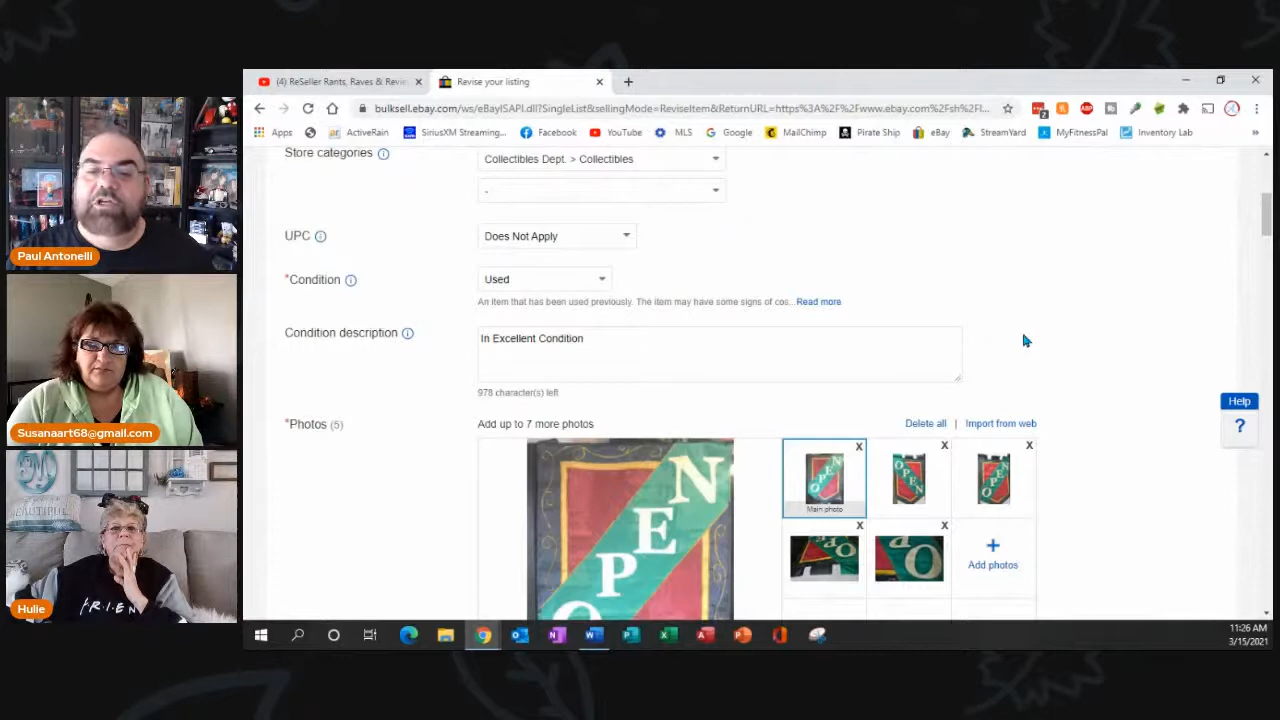 Paul Antonelli
Susanaart68@gmail.com
F·R·I·E·N
Hulie
(4) ReSeller Rants, Raves & Revie
Revise your listing
bulksell.ebay.com/ws/eBayISAPI.dll?SingleList&sellingMode=ReviseItem&ReturnURL=https%3A%2F%2Fwww.ebay.com%2Fsh%2Fl...
2
ABP
Apps
ActiveRain
SiriusXM Streaming...
Facebook
YouTube
MLS
Google
MailChimp
Pirate Ship
eBay
StreamYard
MyFitnessPal
Inventory Lab
Store categories
Collectibles Dept. > Collectibles
-
UPC
Does Not Apply
*Condition
Used
An item that has been used previously. The item may have some signs of cos... Read more
Condition description
In Excellent Condition
978 character(s) left
*Photos (5)
Add up to 7 more photos
Delete all | Import from web
OPEN
OPEN
OPEN
OPEN
Main photo
Add photos
Help
?
11:26 AM
3/15/2021